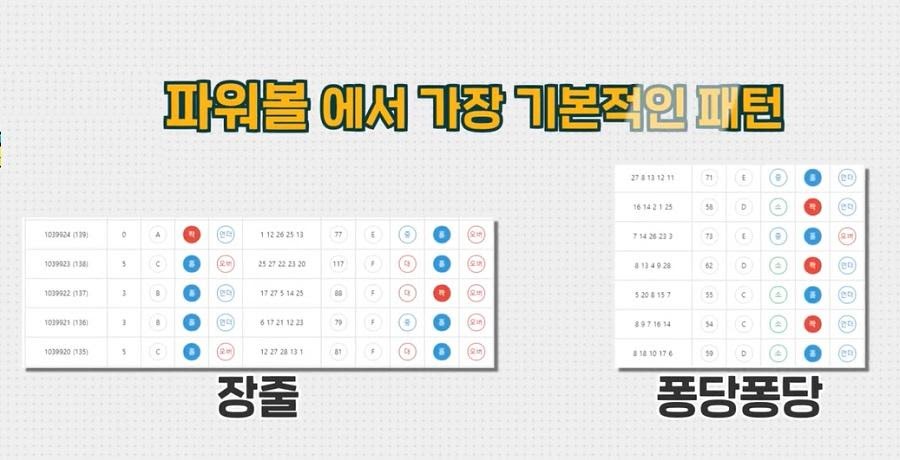 파워볼 에서 가장 기본적인 패턴
1039924 (139) 0 A 짝 언더 1 12 26 25 13 77 E 중 홀 오버
1039923 (138) 5 C 홀 오버 25 27 22 23 20 117 F 대 홀 오버
1039922 (137) 3 B 홀 언더 17 27 5 14 25 88 F 대 짝 오버
1039921 (136) 3 B 홀 언더 6 17 21 12 23 79 F 중 홀 오버
1039920 (135) 5 C 홀 오버 12 27 28 13 1 81 F 대 홀 오버
장줄
27 8 13 12 11 71 E 중 홀 언더
16 14 2 1 25 58 D 소 짝 언더
7 14 26 23 3 73 E 중 홀 오버
8 13 4 9 28 62 D 소 짝 언더
5 20 8 15 7 55 C 소 홀 언더
8 9 7 16 14 54 C 소 짝 언더
8 18 10 17 6 59 D 소 홀 언더
퐁당퐁당